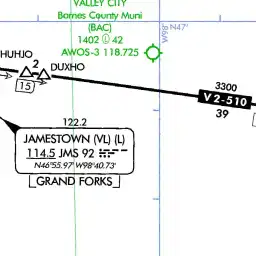 VALLEY CITY
Barnes County Muni
(BAC)
1402 Ⓛ 42
AWOS-3 118.725
W98° N47°
HUHJO
2
DUXHO
15
3300
V 2-510
39
122.2
JAMESTOWN (VL) (L)
114.5 JMS 92
N46°55.97' W98°40.73'
GRAND FORKS